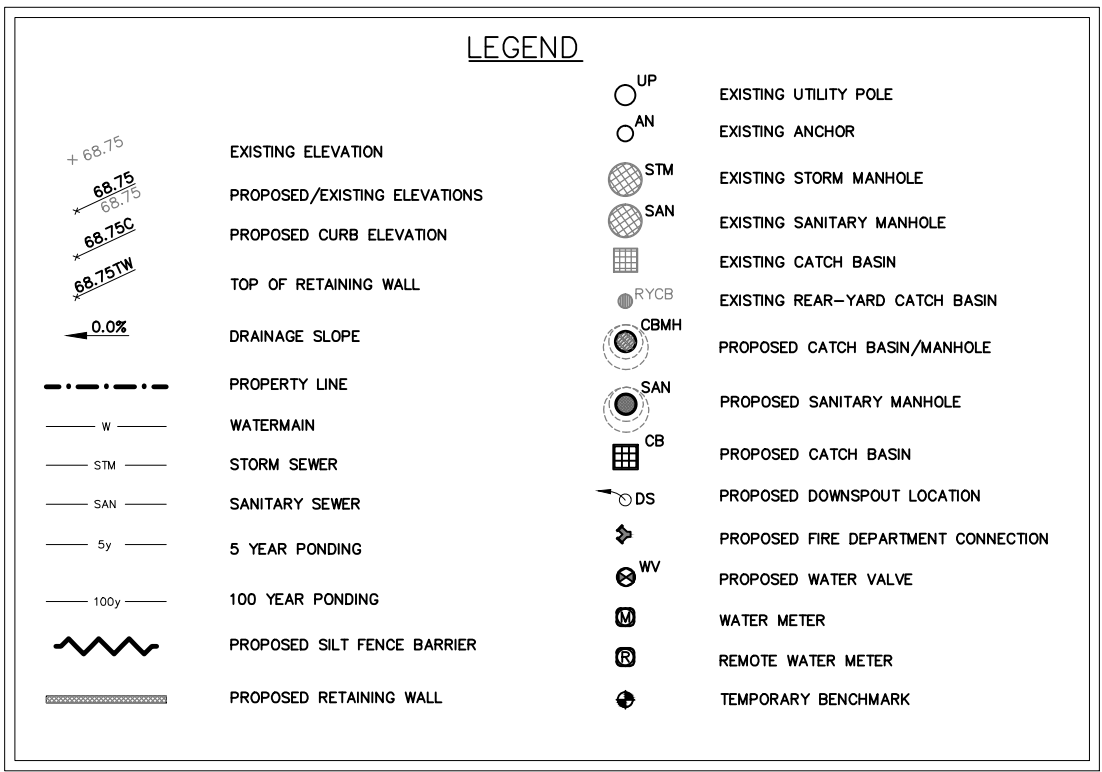 LEGEND
+ 68.75
EXISTING ELEVATION
68.75
68.75
PROPOSED/EXISTING ELEVATIONS
68.75C
PROPOSED CURB ELEVATION
68.75TW
TOP OF RETAINING WALL
0.0%
DRAINAGE SLOPE
PROPERTY LINE
W
WATERMAIN
STM
STORM SEWER
SAN
SANITARY SEWER
5y
5 YEAR PONDING
100y
100 YEAR PONDING
PROPOSED SILT FENCE BARRIER
PROPOSED RETAINING WALL
UP
EXISTING UTILITY POLE
AN
EXISTING ANCHOR
STM
EXISTING STORM MANHOLE
SAN
EXISTING SANITARY MANHOLE
EXISTING CATCH BASIN
RYCB
EXISTING REAR-YARD CATCH BASIN
CBMH
PROPOSED CATCH BASIN/MANHOLE
SAN
PROPOSED SANITARY MANHOLE
CB
PROPOSED CATCH BASIN
DS
PROPOSED DOWNSPOUT LOCATION
PROPOSED FIRE DEPARTMENT CONNECTION
WV
PROPOSED WATER VALVE
M
WATER METER
R
REMOTE WATER METER
TEMPORARY BENCHMARK